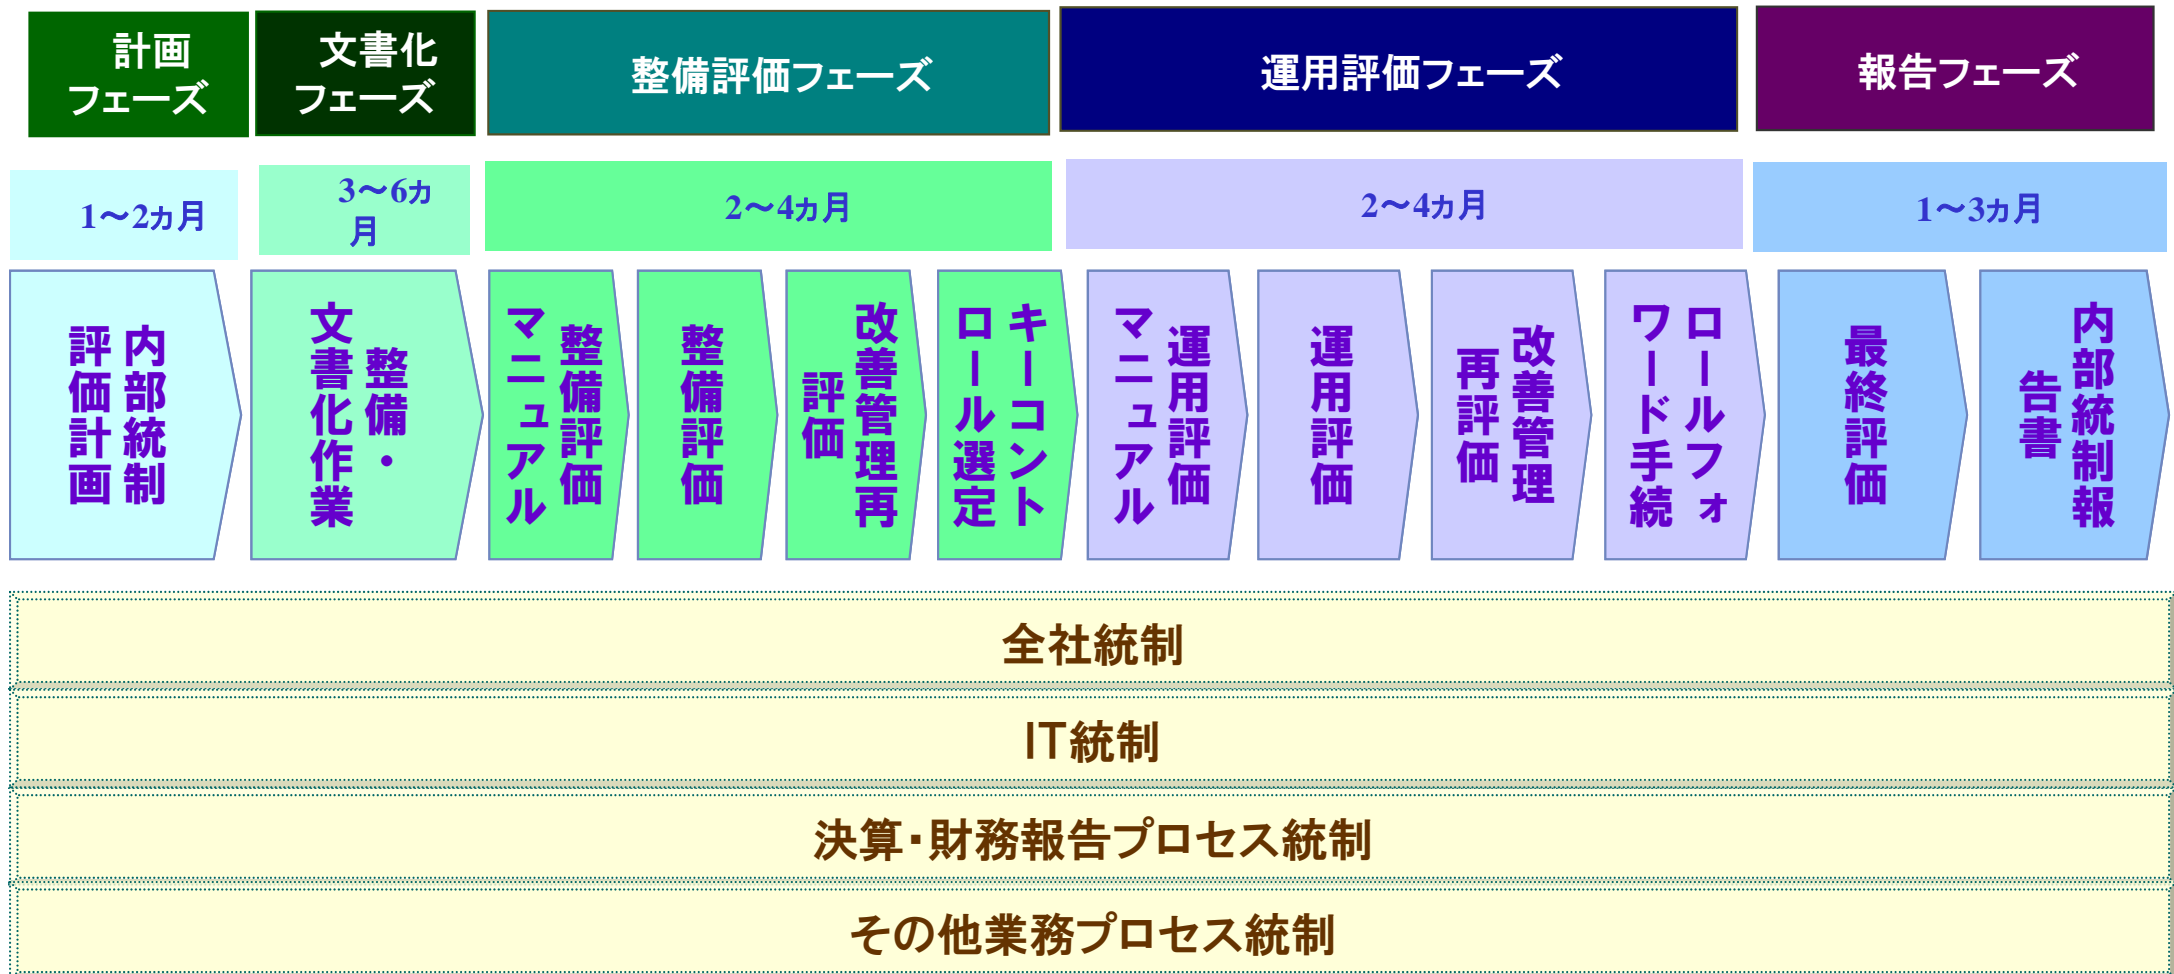 計画
フェーズ
文書化
フェーズ
整備評価フェーズ
運用評価フェーズ
報告フェーズ
1～2ヵ月
3～6カ
月
2～4ヵ月
2～4ヵ月
1～3ヵ月
内部統制
評価計画
整備・
文書化作業
整備評価
マニュアル
整備評価
改善管理再
評価
キーコント
ロール選定
運用評価
マニュアル
運用評価
改善管理
再評価
ロールフォ
ワード手続
最終評価
内部統制報
告書
全社統制
IT統制
決算・財務報告プロセス統制
その他業務プロセス統制